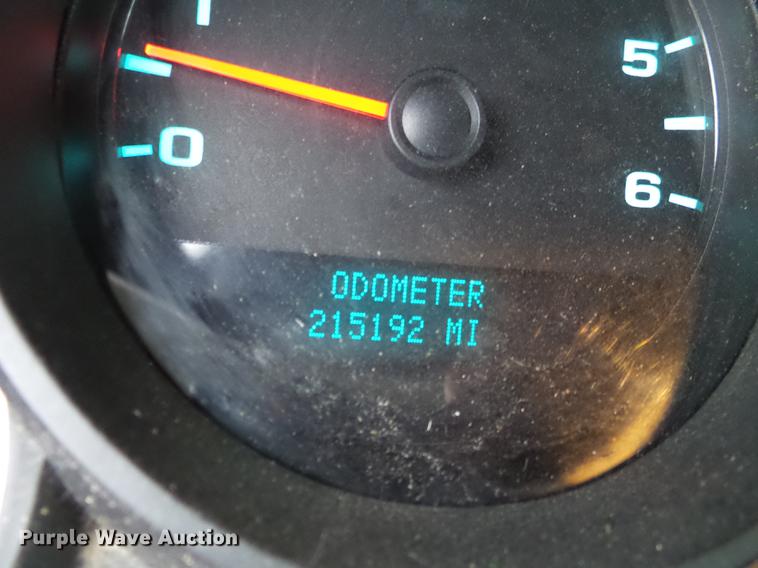 1
5
0
6
ODOMETER
215192 MI
Purple Wave Auction